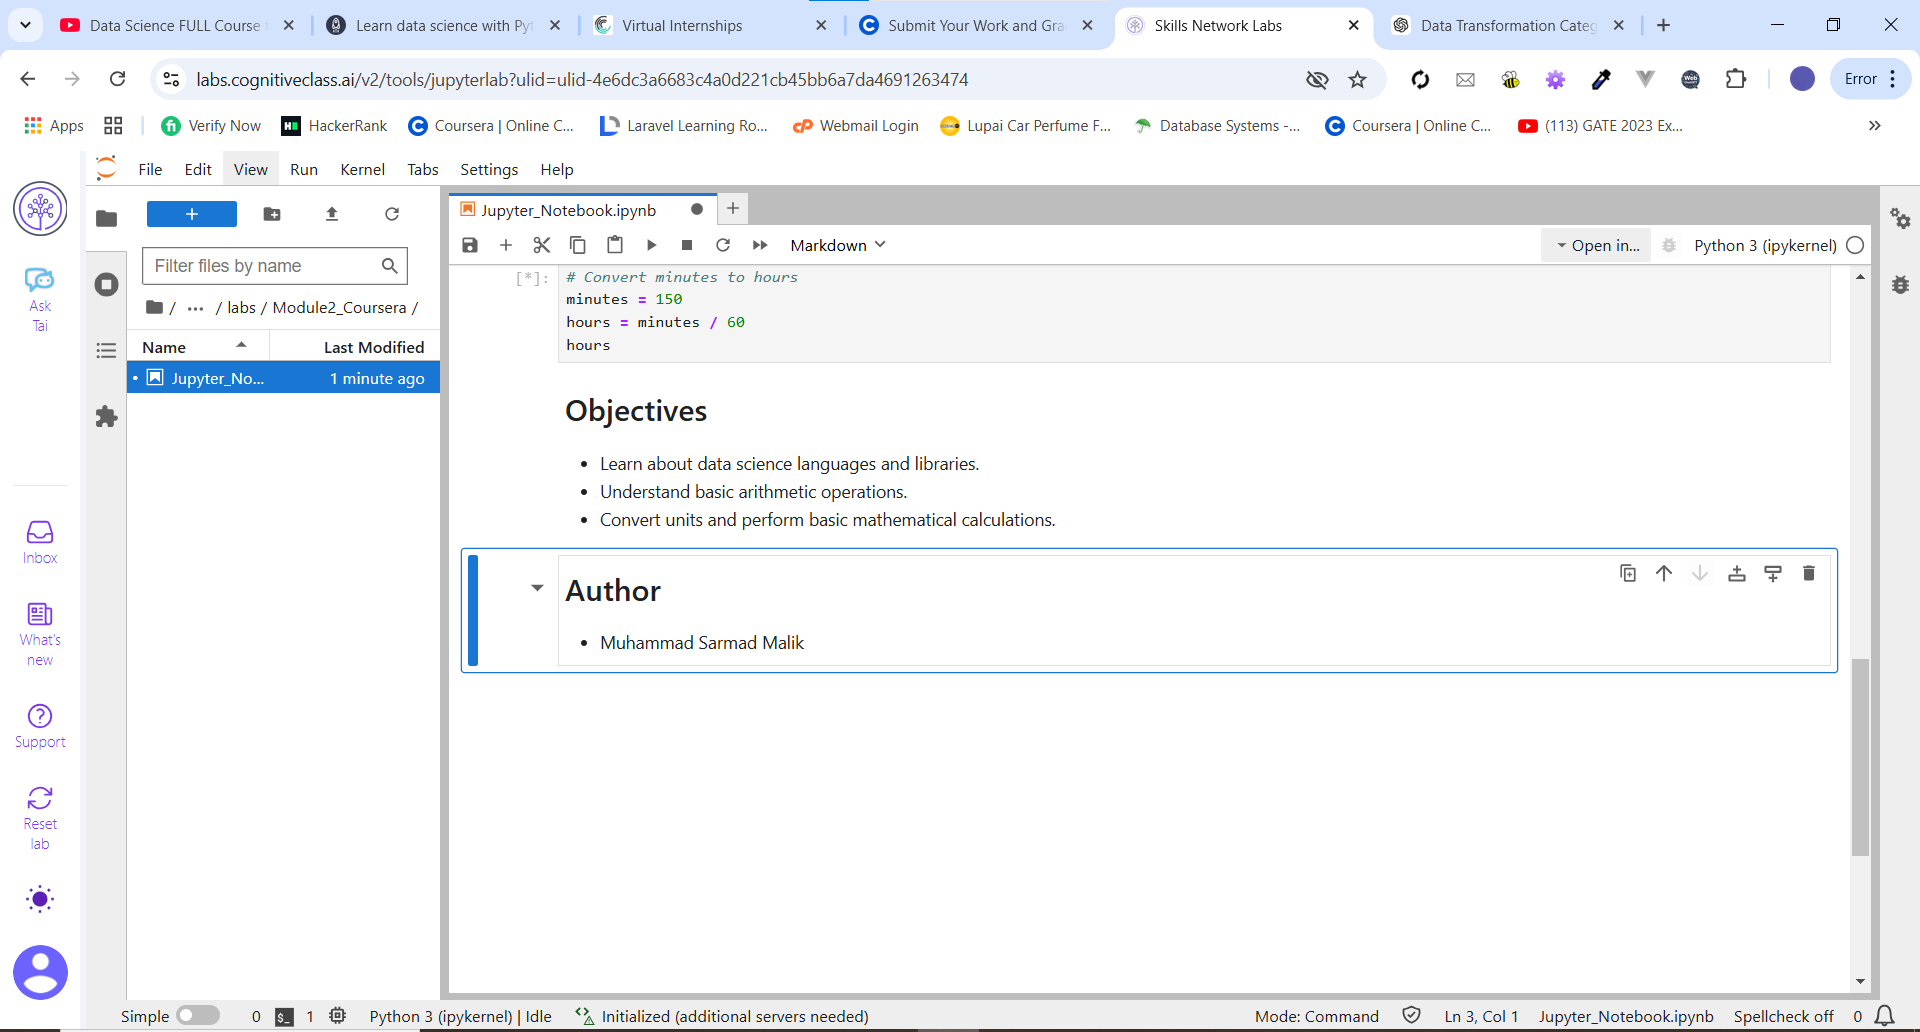 Data Science FULL Course
Learn data science with Pyt
Virtual Internships
Submit Your Work and Gra
Skills Network Labs
Data Transformation Categ
labs.cognitiveclass.ai/v2/tools/jupyterlab?ulid=ulid-4e6dc3a6683c4a0d221cb45bb6a7da4691263474
Error
Apps
Verify Now
HackerRank
Coursera | Online C...
Laravel Learning Ro...
Webmail Login
Lupai Car Perfume F...
Database Systems -...
Coursera | Online C...
(113) GATE 2023 Ex...
File Edit View Run Kernel Tabs Settings Help
Ask
Tai
Inbox
What's
new
Support
Reset
lab
Filter files by name
/ ... / labs / Module2_Coursera /
Name Last Modified
Jupyter_No... 1 minute ago
Jupyter_Notebook.ipynb
Markdown
Open in...
Python 3 (ipykernel)
[*]:
# Convert minutes to hours
minutes = 150
hours = minutes / 60
hours
Objectives
• Learn about data science languages and libraries.
• Understand basic arithmetic operations.
• Convert units and perform basic mathematical calculations.
Author
• Muhammad Sarmad Malik
Simple 0 $_ 1 Python 3 (ipykernel) | Idle Initialized (additional servers needed) Mode: Command Ln 3, Col 1 Jupyter_Notebook.ipynb Spellcheck off 0